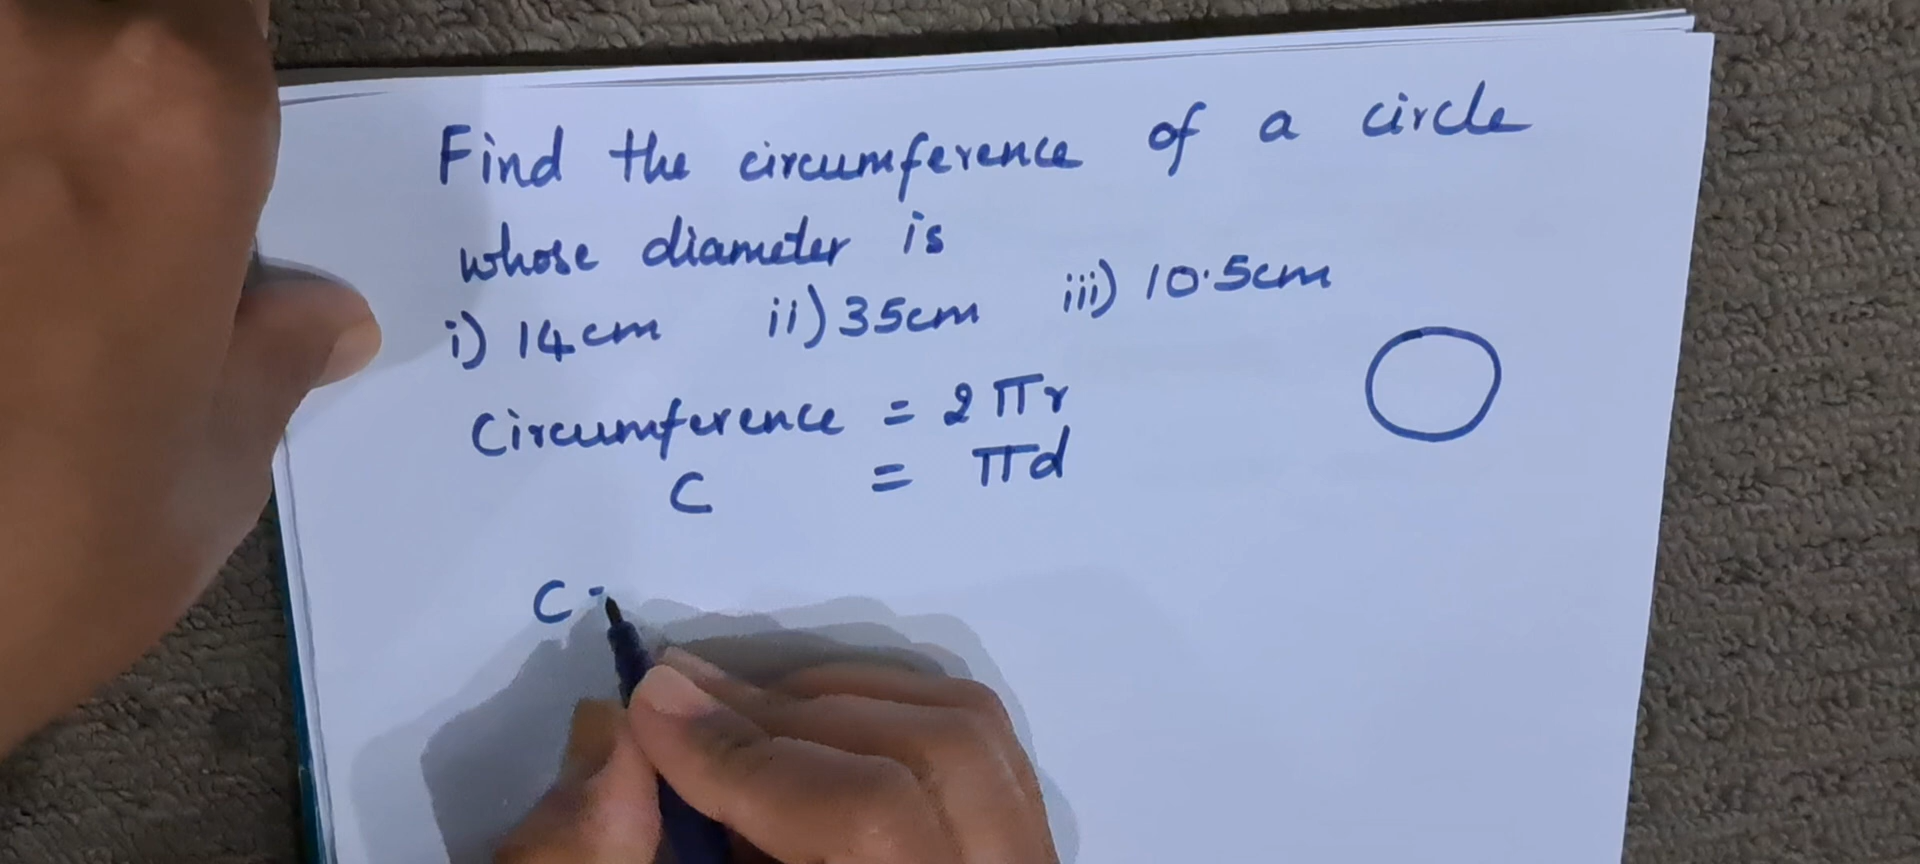 Find the circumference of a circle
whose diameter is
i) 14cm ii) 35cm iii) 10.5cm
Circumference = 2πr
C = πd
C =